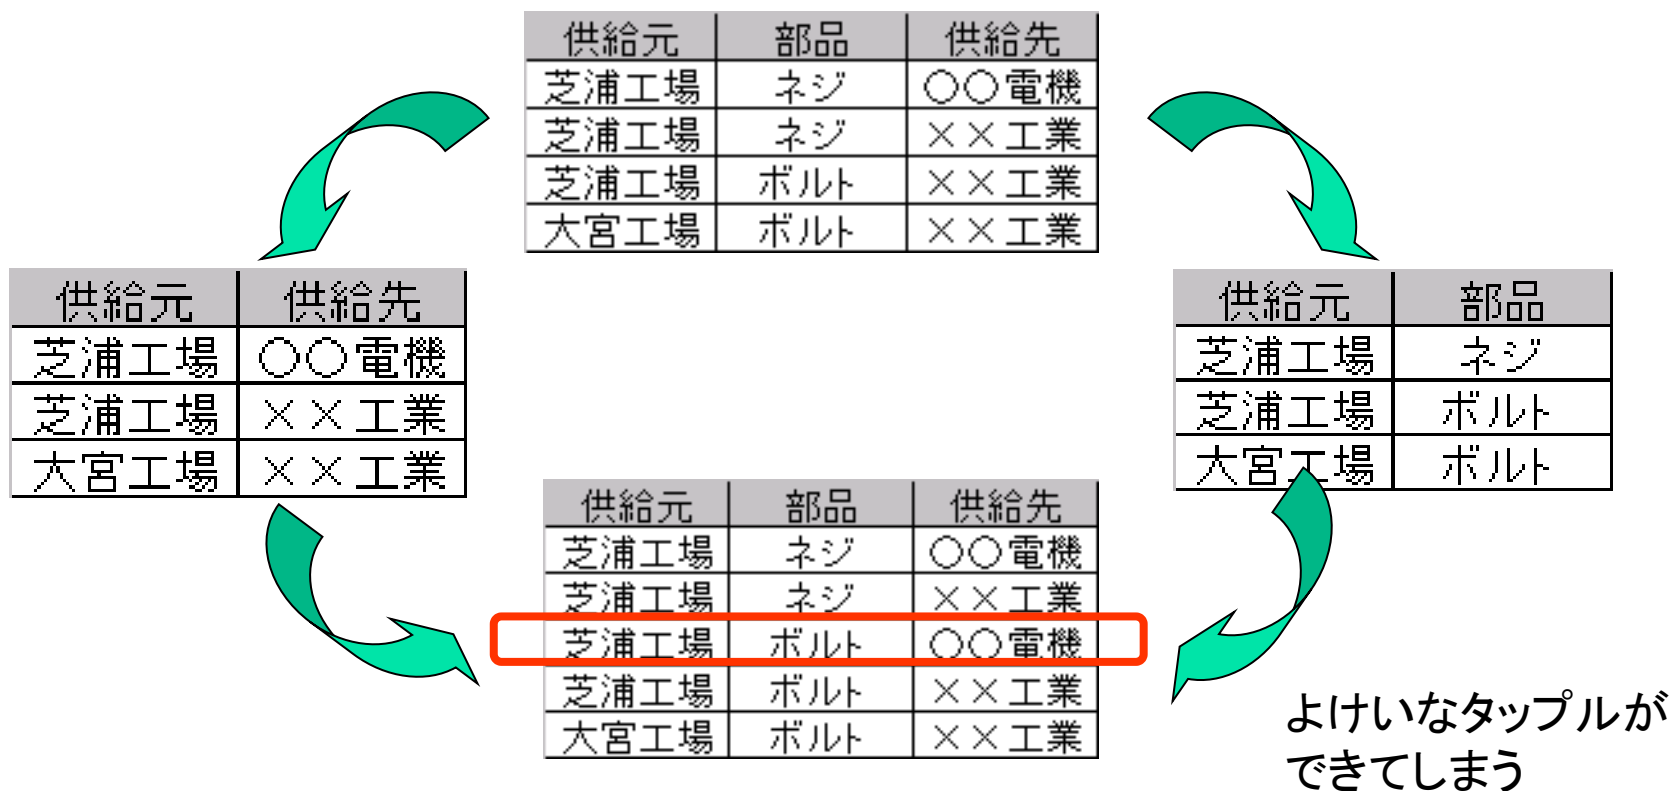 供給元 部品 供給先
芝浦工場 ネジ 〇〇電機
芝浦工場 ネジ ××工業
芝浦工場 ボルト ××工業
大宮工場 ボルト ××工業
供給元 供給先
芝浦工場 〇〇電機
芝浦工場 ××工業
大宮工場 ××工業
供給元 部品
芝浦工場 ネジ
芝浦工場 ボルト
大宮工場 ボルト
供給元 部品 供給先
芝浦工場 ネジ 〇〇電機
芝浦工場 ネジ ××工業
芝浦工場 ボルト 〇〇電機
芝浦工場 ボルト ××工業
大宮工場 ボルト ××工業
よけいなタップルが
できてしまう